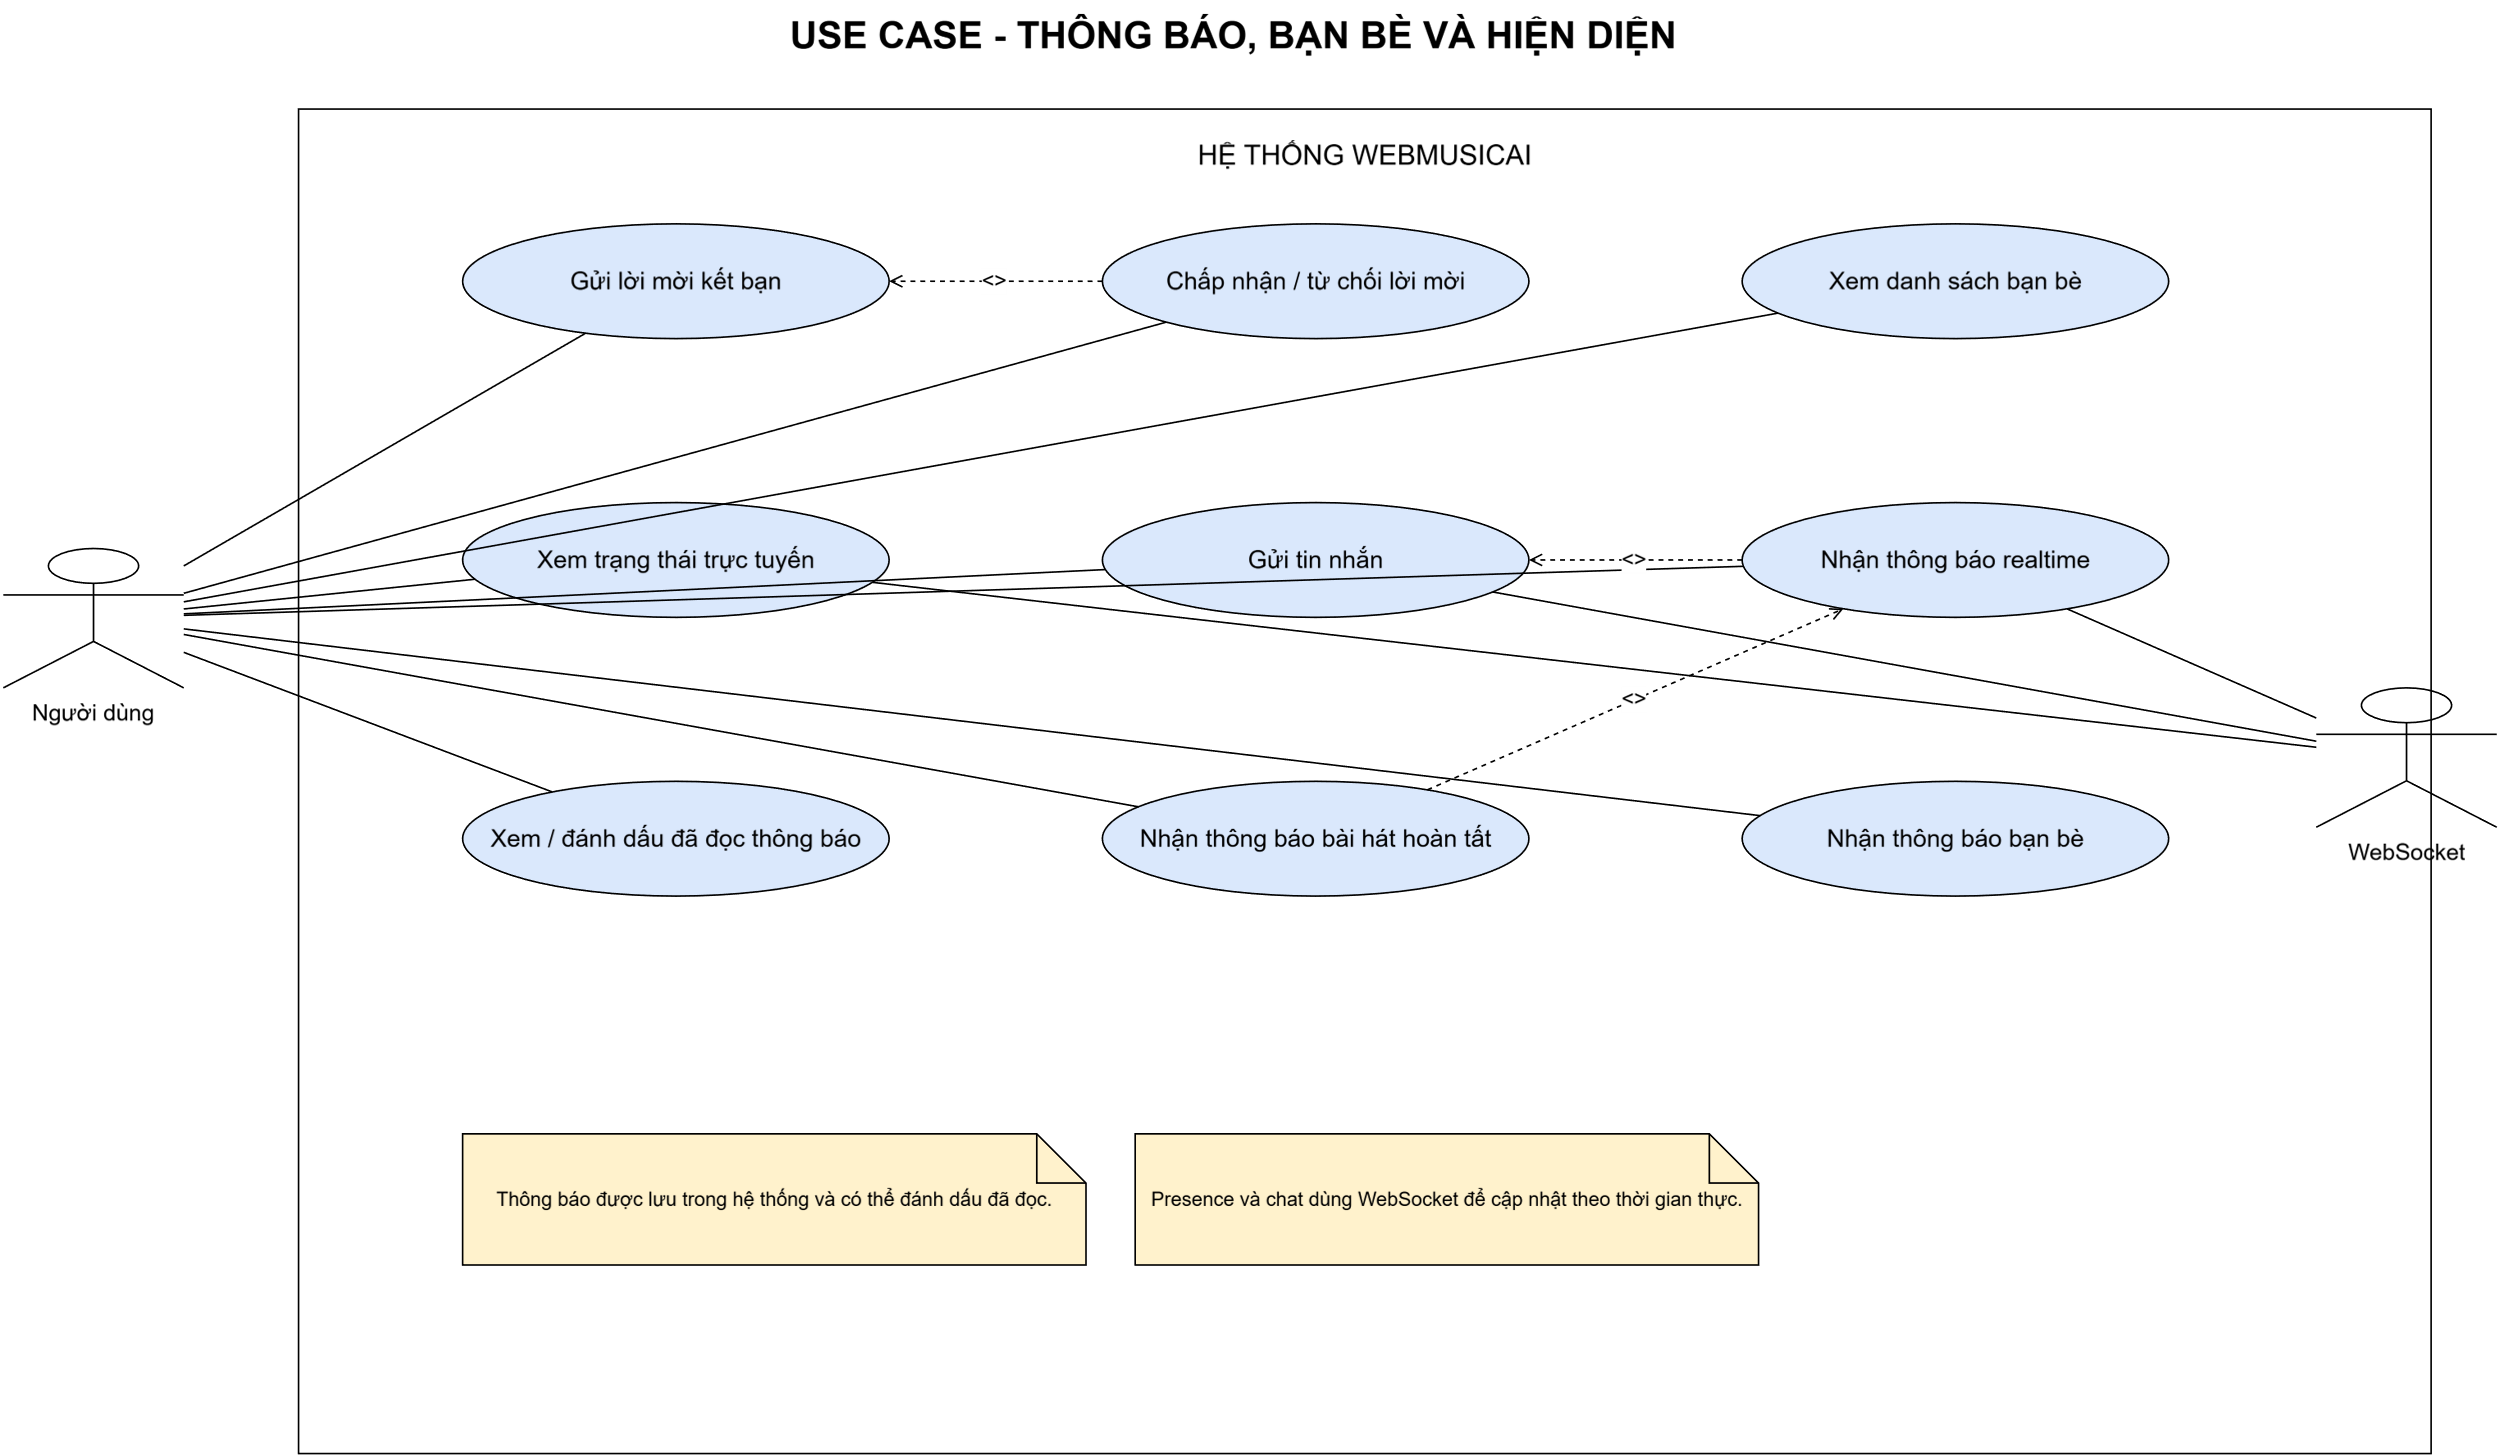 USE CASE - THÔNG BÁO, BẠN BÈ VÀ HIỆN DIỆN
HỆ THỐNG WEBMUSICAI
Gửi lời mời kết bạn
<>
Chấp nhận / từ chối lời mời
Xem danh sách bạn bè
Xem trạng thái trực tuyến
Gửi tin nhắn
<>
Nhận thông báo realtime
<>
Người dùng
Xem / đánh dấu đã đọc thông báo
Nhận thông báo bài hát hoàn tất
Nhận thông báo bạn bè
WebSocket
Thông báo được lưu trong hệ thống và có thể đánh dấu đã đọc.
Presence và chat dùng WebSocket để cập nhật theo thời gian thực.